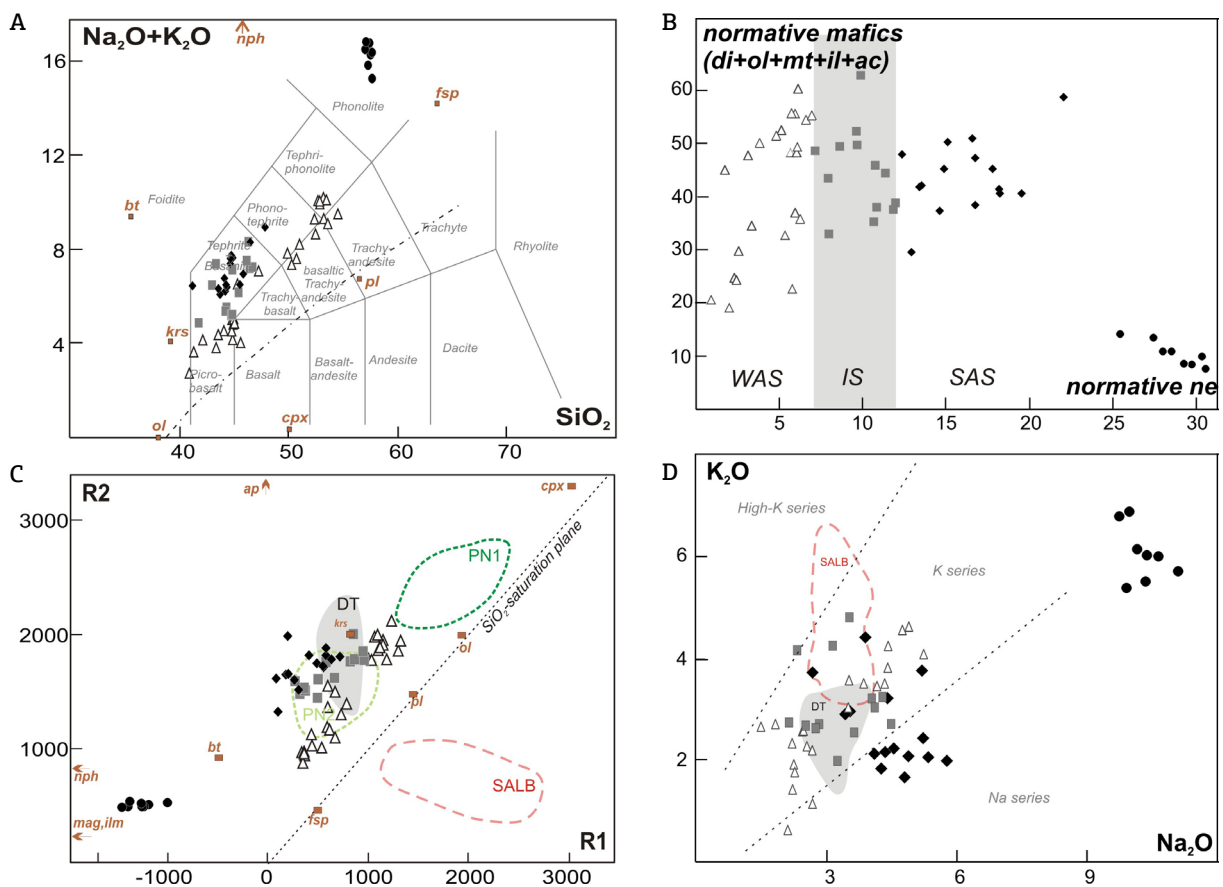 A
Na₂O+K₂O
nph
16
12
8
4
fsp
Phonolite
Tephri-
phonolite
Foidite
bt
Phono-
tephrite
Tephrite
Basanite
Trachyte
Rhyolite
Trachy-
andesite
basaltic
Trachy-
andesite
pl
Trachy-
basalt
krs
Picro-
basalt
Basalt
Basalt-
andesite
Andesite
Dacite
ol
cpx
SiO₂
40
50
60
70
B
normative mafics
(di+ol+mt+il+ac)
60
50
40
30
20
10
WAS
IS
SAS
normative ne
5
10
15
20
25
30
C
R2
ap
cpx
3000
2000
1000
PN1
SiO₂-saturation plane
DT
krs
ol
pl
PN2
bt
nph
SALB
fsp
mag,ilm
R1
-1000
0
1000
2000
3000
D
K₂O
High-K series
SALB
6
4
2
K series
DT
Na series
Na₂O
3
6
9